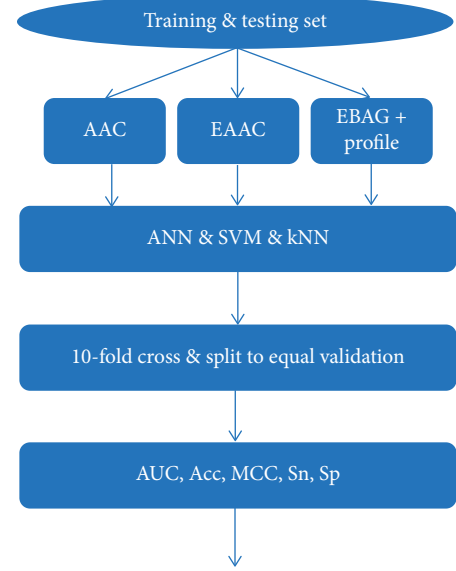 Training & testing set
AAC
EAAC
EBAG +
profile
ANN & SVM & kNN
10-fold cross & split to equal validation
AUC, Acc, MCC, Sn, Sp